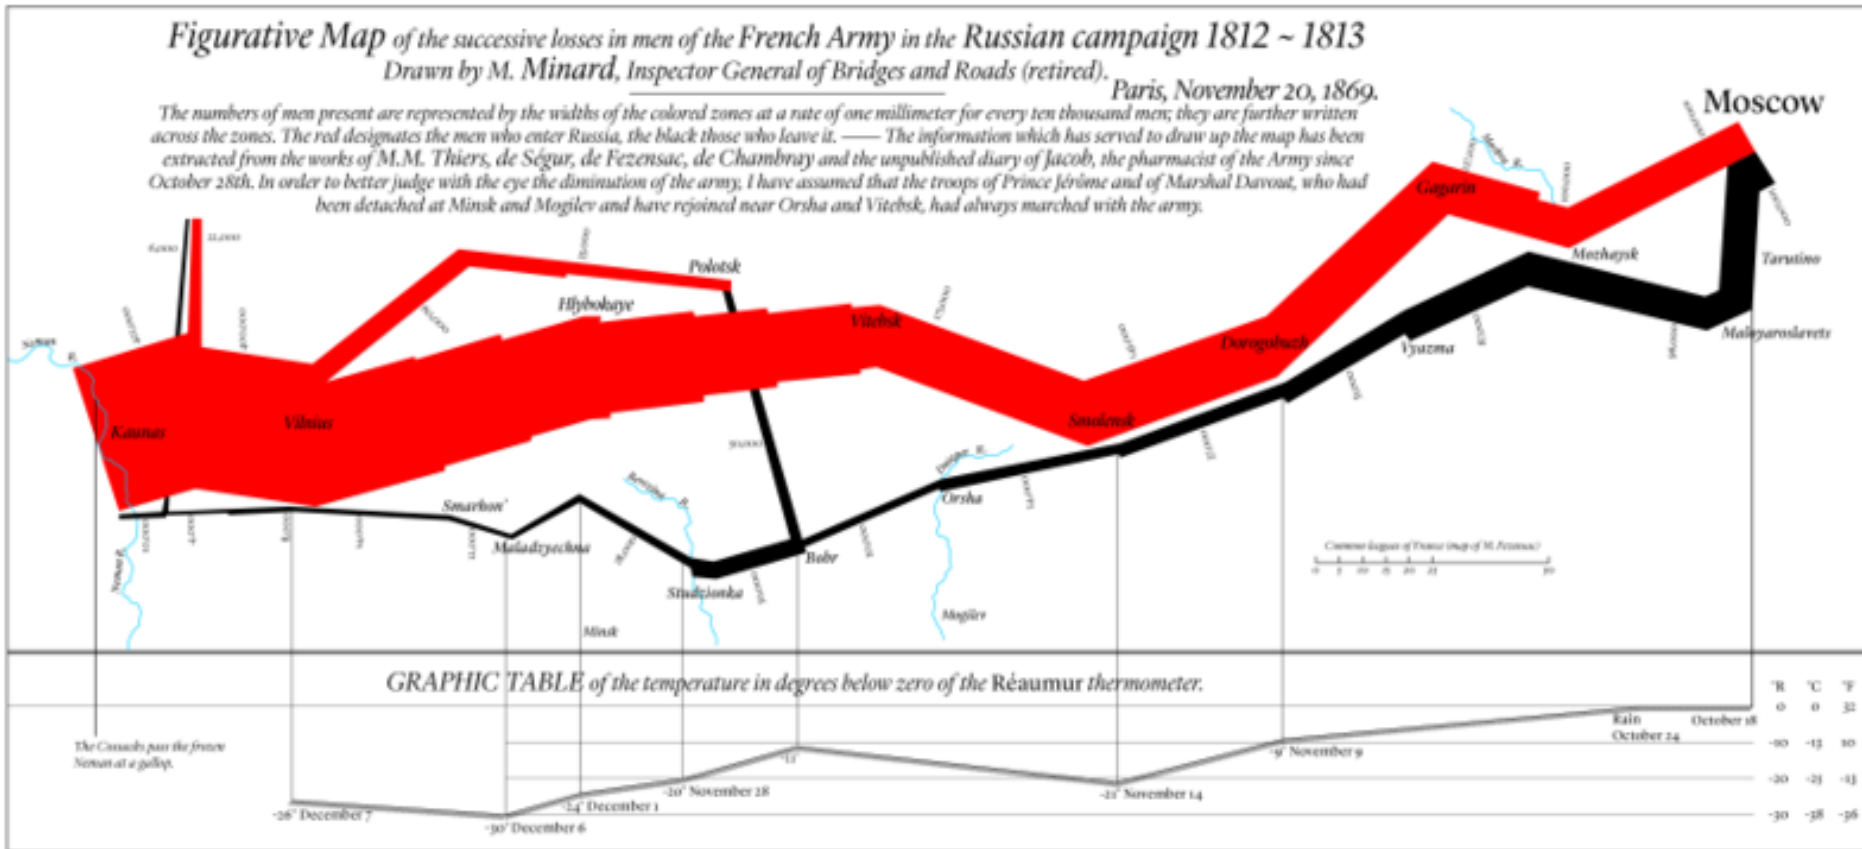 Figurative Map of the successive losses in men of the French Army in the Russian campaign 1812 ~ 1813
Drawn by M. Minard, Inspector General of Bridges and Roads (retired).
Paris, November 20, 1869.
The numbers of men present are represented by the widths of the colored zones at a rate of one millimeter for every ten thousand men; they are further written
across the zones. The red designates the men who enter Russia, the black those who leave it. —— The information which has served to draw up the map has been
extracted from the works of M.M. Thiers, de Ségur, de Fezensac, de Chambray and the unpublished diary of Jacob, the pharmacist of the Army since
October 28th. In order to better judge with the eye the diminution of the army, I have assumed that the troops of Prince Jérôme and of Marshal Davout, who had
been detached at Minsk and Mogilev and have rejoined near Orsha and Vitebsk, had always marched with the army.
Moscow
Gagarin
Mozhaysk
Tarutino
Maloyaroslavets
6,000
22,000
Polotsk
Hlybokaye
Vitebsk
Dorogobuzh
Vyazma
Smolensk
Vilnius
Kaunas
Orsha
Smarhon'
Maladzyechna
Bobr
Studzionka
Minsk
Mogilev
Common leagues of France (map of M. Fezensac)
GRAPHIC TABLE of the temperature in degrees below zero of the Réaumur thermometer.
°R °C °F
0 0 32
Rain
October 24
October 18
-10 -13 10
The Cossacks pass the frozen
Neman at a gallop.
-9° November 9
-11°
-20 -25 -13
-20° November 28
-21° November 14
-24° December 1
-26° December 7
-30° December 6
-30 -38 -36